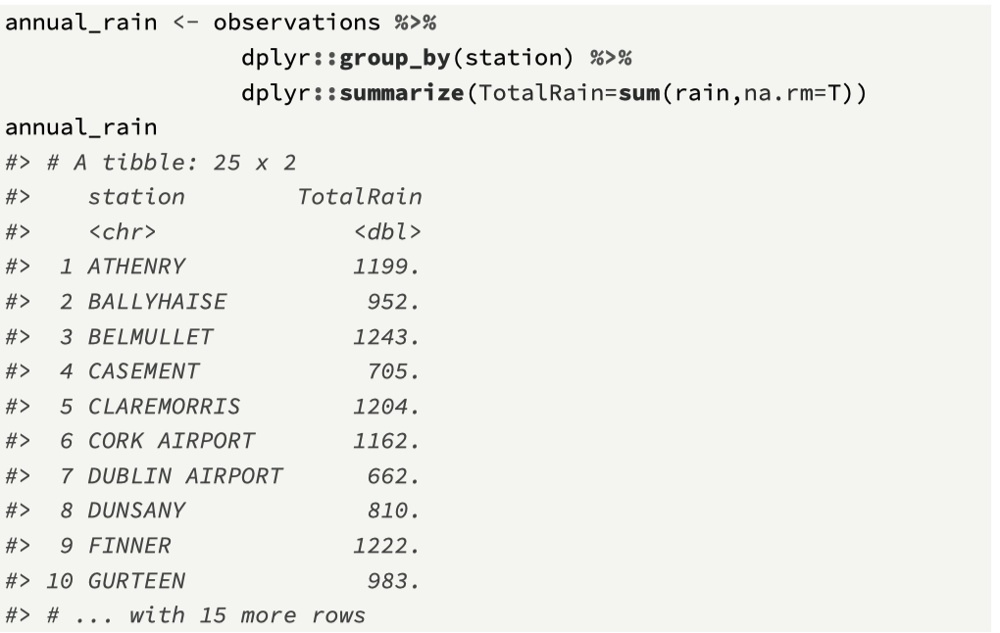 annual_rain <- observations %>%
dplyr::group_by(station) %>%
dplyr::summarize(TotalRain=sum(rain,na.rm=T))
annual_rain
#> # A tibble: 25 x 2
#>    station        TotalRain
#>    <chr>              <dbl>
#>  1 ATHENRY            1199.
#>  2 BALLYHAISE          952.
#>  3 BELMULLET          1243.
#>  4 CASEMENT            705.
#>  5 CLAREMORRIS        1204.
#>  6 CORK AIRPORT       1162.
#>  7 DUBLIN AIRPORT      662.
#>  8 DUNSANY             810.
#>  9 FINNER             1222.
#> 10 GURTEEN             983.
#> # ... with 15 more rows